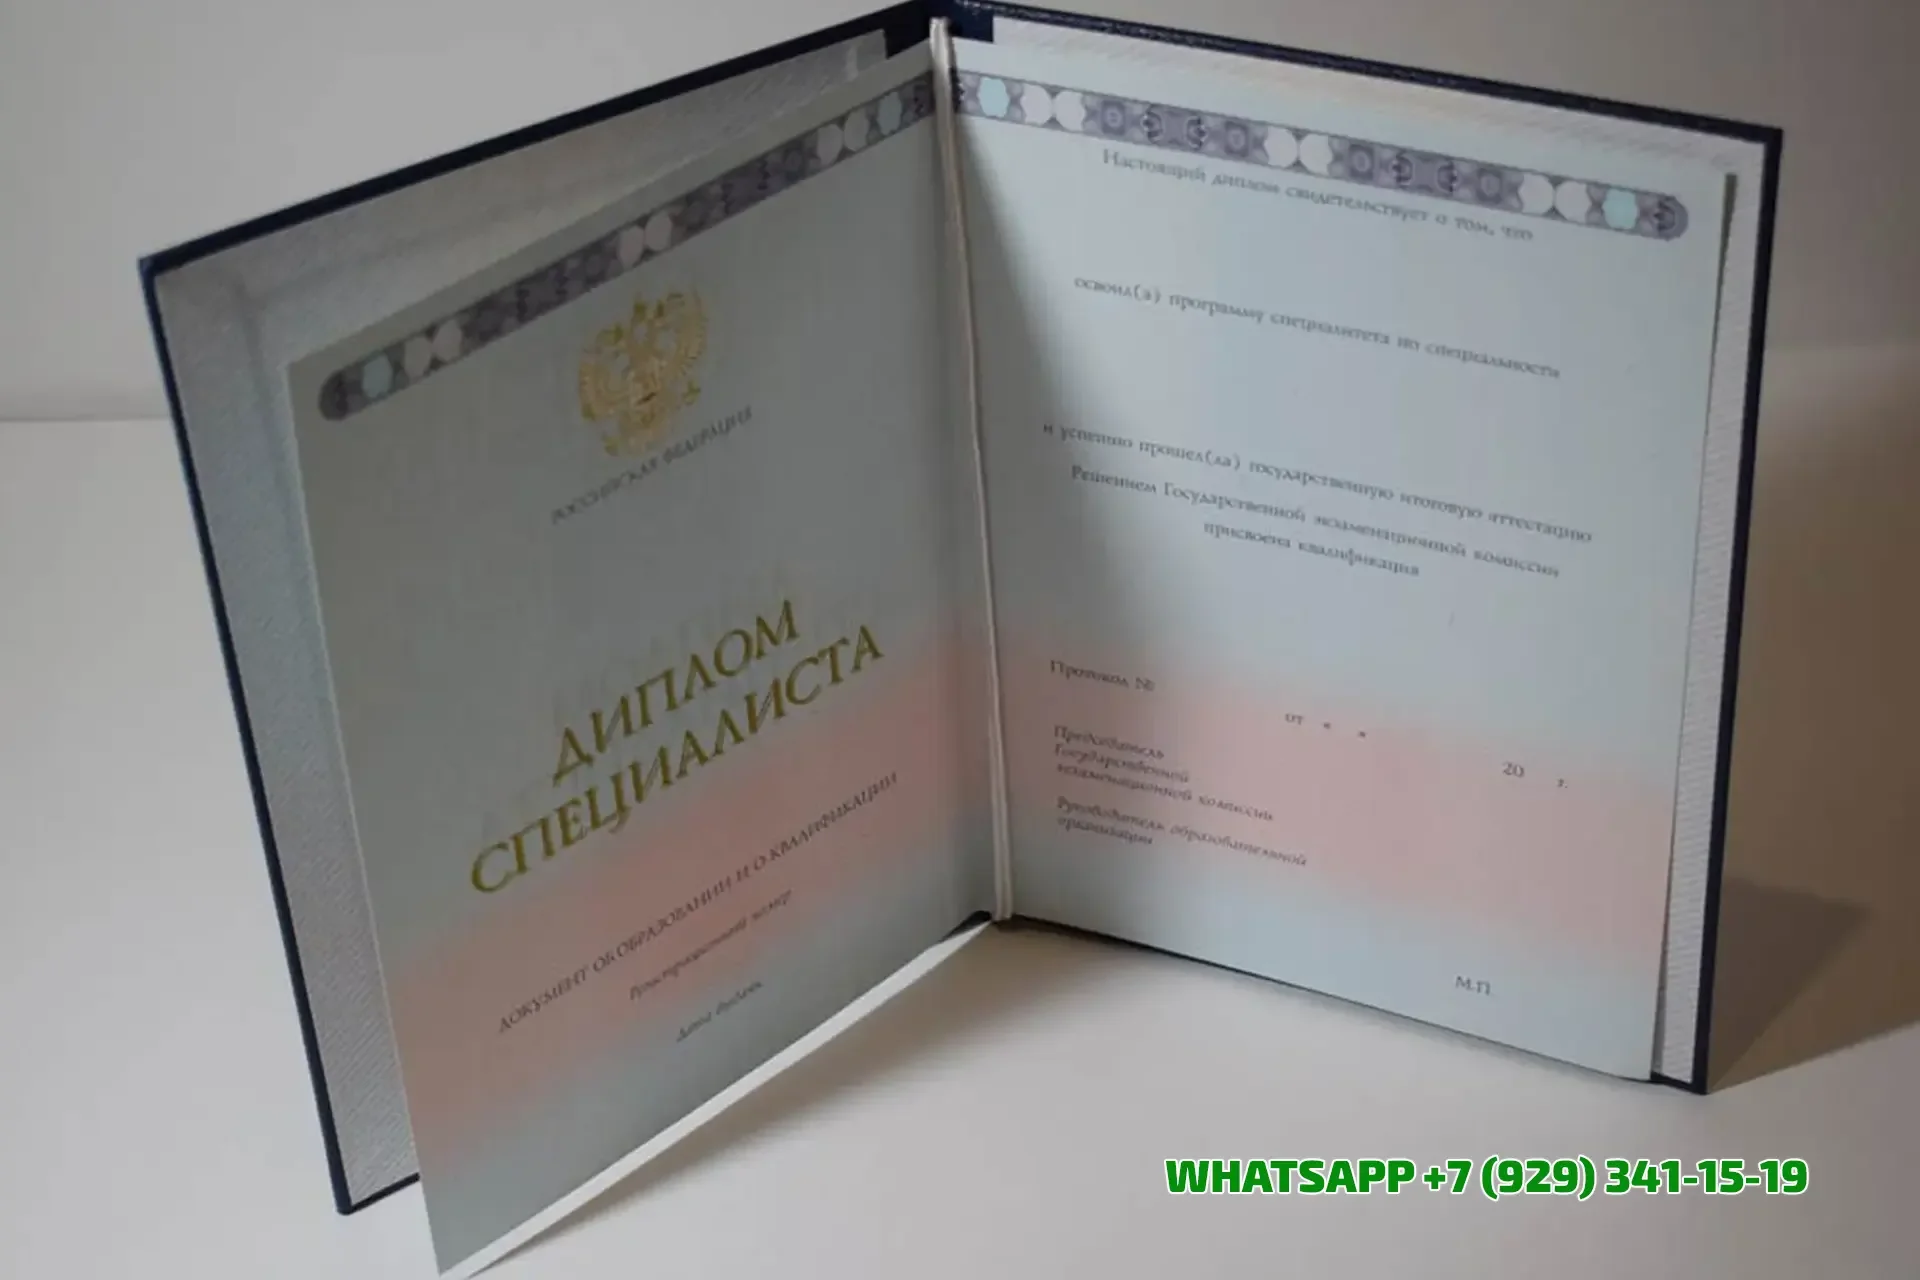 РОССИЙСКАЯ ФЕДЕРАЦИЯ
ДИПЛОМ
СПЕЦИАЛИСТА
ДОКУМЕНТ ОБ ОБРАЗОВАНИИ И О КВАЛИФИКАЦИИ
Регистрационный номер
Дата выдачи
Настоящий диплом свидетельствует о том, что
освоил(а) программу специалитета по специальности
и успешно прошел(ла) государственную итоговую аттестацию
Решением Государственной экзаменационной комиссии
присвоена квалификация
Протокол №
от « » 20 г.
Председатель
Государственной
экзаменационной комиссии
Руководитель образовательной
организации
М.П.
WHATSAPP +7 (929) 341-15-19